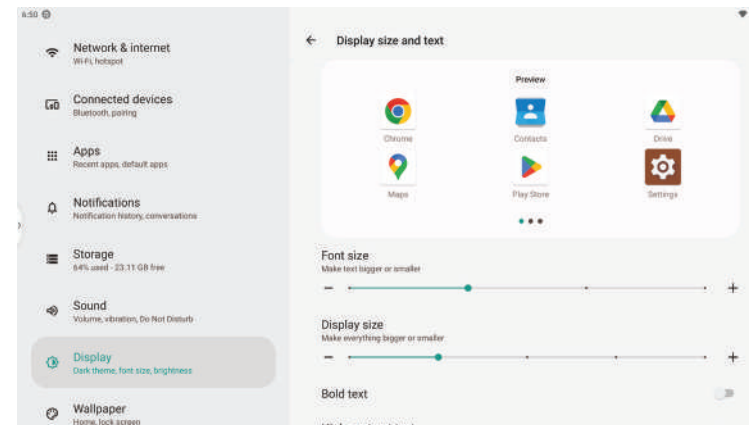 6:50
Network & internet
Wi-Fi, hotspot
Connected devices
Bluetooth, pairing
Apps
Recent apps, default apps
Notifications
Notification history, conversations
Storage
64% used - 23.11 GB free
Sound
Volume, vibration, Do Not Disturb
Display
Dark theme, font size, brightness
Wallpaper
Home, lock screen
Display size and text
Preview
Chrome
Contacts
Drive
Maps
Play Store
Settings
Font size
Make text bigger or smaller
Display size
Make everything bigger or smaller
Bold text